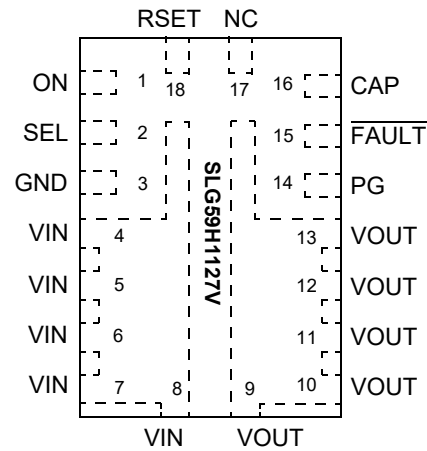 RSET NC
ON 1 18 17 16 CAP
SEL 2 15 FAULT
GND 3 14 PG
SLG59H1127V
VIN 4 13 VOUT
VIN 5 12 VOUT
VIN 6 11 VOUT
VIN 7 8 9 10 VOUT
VIN VOUT